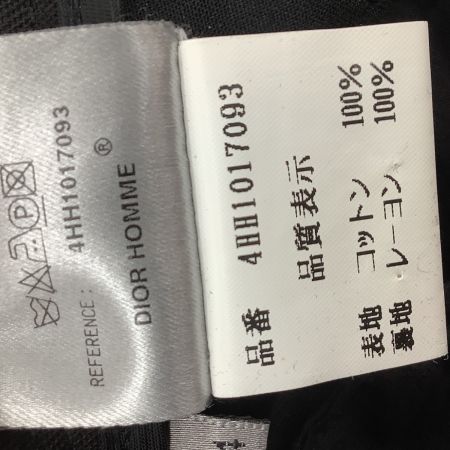 REFERENCE :
4HH1017093
DIOR HOMME®
品番 4HH1017093
品質表示
表地 コットン 100%
裏地 レーヨン 100%